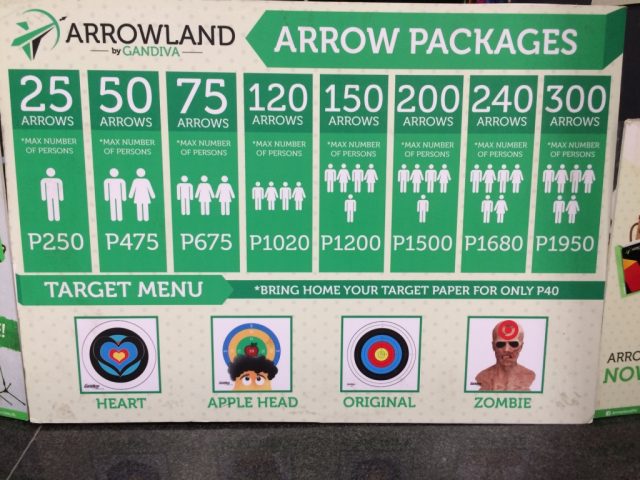 ARROWLAND
by GANDIVA
ARROW PACKAGES
25
ARROWS
*MAX NUMBER
OF PERSONS
P250
50
ARROWS
*MAX NUMBER
OF PERSONS
P475
75
ARROWS
*MAX NUMBER
OF PERSONS
P675
120
ARROWS
*MAX NUMBER
OF PERSONS
P1020
150
ARROWS
*MAX NUMBER
OF PERSONS
P1200
200
ARROWS
*MAX NUMBER
OF PERSONS
P1500
240
ARROWS
*MAX NUMBER
OF PERSONS
P1680
300
ARROWS
*MAX NUMBER
OF PERSONS
P1950
TARGET MENU
*BRING HOME YOUR TARGET PAPER FOR ONLY P40
HEART
APPLE HEAD
ORIGINAL
ZOMBIE
ARRO
NOW